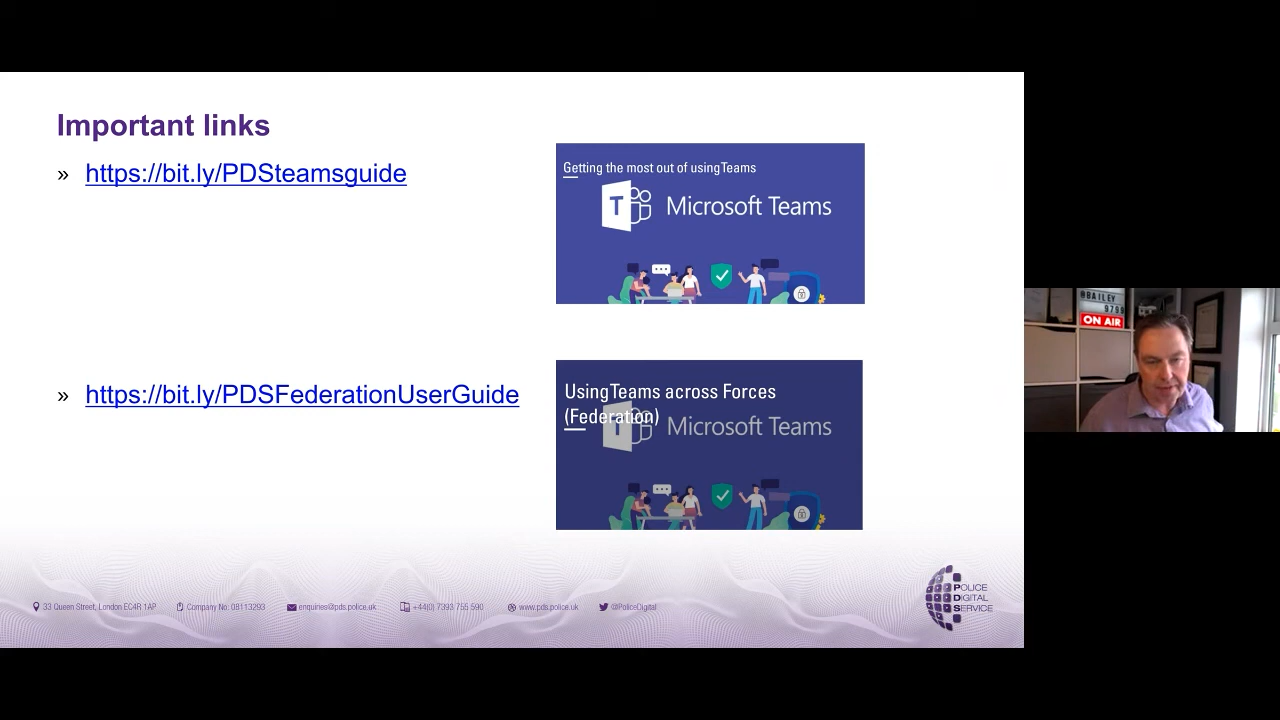 Important links
» https://bit.ly/PDSteamsguide
Getting the most out of usingTeams
T
Microsoft Teams
» https://bit.ly/PDSFederationUserGuide
UsingTeams across Forces
(Federation)
T
Microsoft Teams
@BAILEY
9799
ON AIR
33 Queen Street, London EC4R 1AP
Company No: 08113293
enquiries@pds.police.uk
+44(0) 7393 755 590
www.pds.police.uk
@PoliceDigital
POLICE
DIGITAL
SERVICE